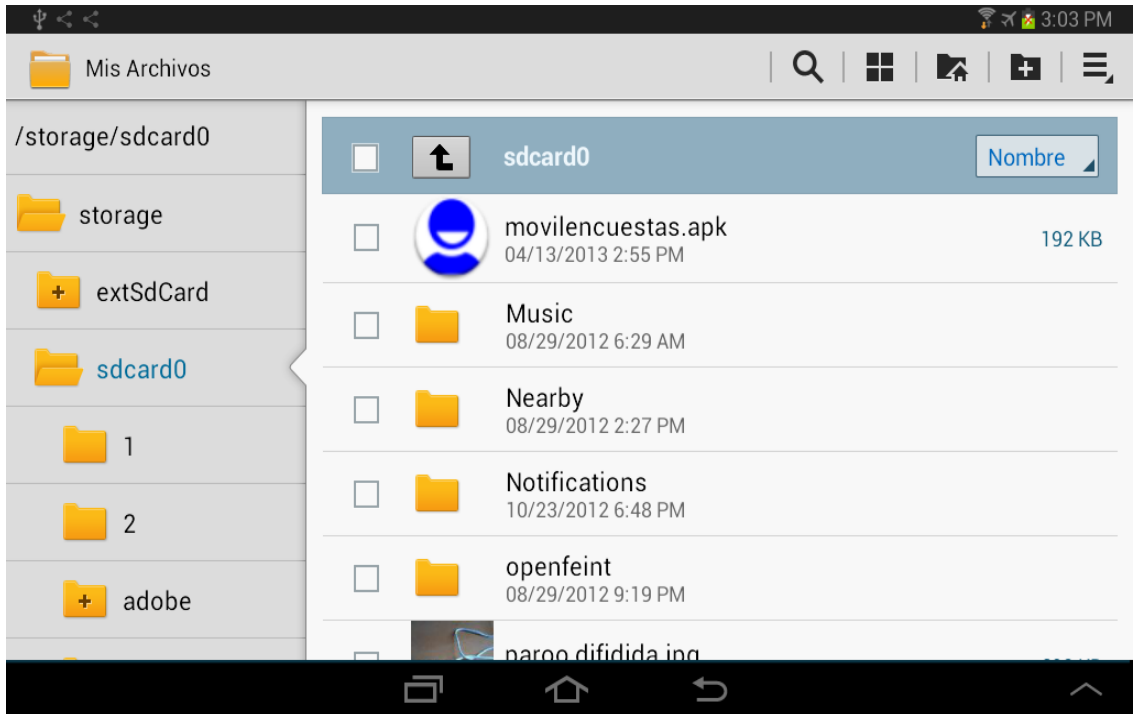 3:03 PM
Mis Archivos
/storage/sdcard0
storage
extSdCard
sdcard0
1
2
adobe
sdcard0
Nombre
movilencuestas.apk
04/13/2013 2:55 PM
192 KB
Music
08/29/2012 6:29 AM
Nearby
08/29/2012 2:27 PM
Notifications
10/23/2012 6:48 PM
openfeint
08/29/2012 9:19 PM